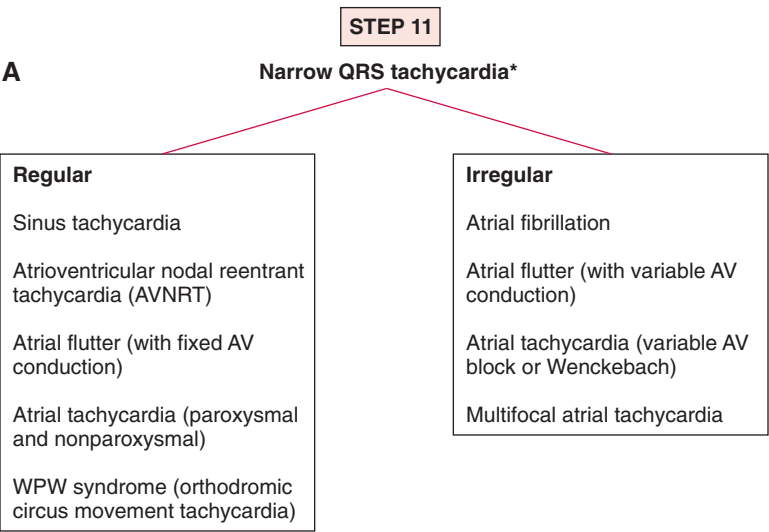 STEP 11
A
Narrow QRS tachycardia*
Regular
Sinus tachycardia
Atrioventricular nodal reentrant
tachycardia (AVNRT)
Atrial flutter (with fixed AV
conduction)
Atrial tachycardia (paroxysmal
and nonparoxysmal)
WPW syndrome (orthodromic
circus movement tachycardia)
Irregular
Atrial fibrillation
Atrial flutter (with variable AV
conduction)
Atrial tachycardia (variable AV
block or Wenckebach)
Multifocal atrial tachycardia